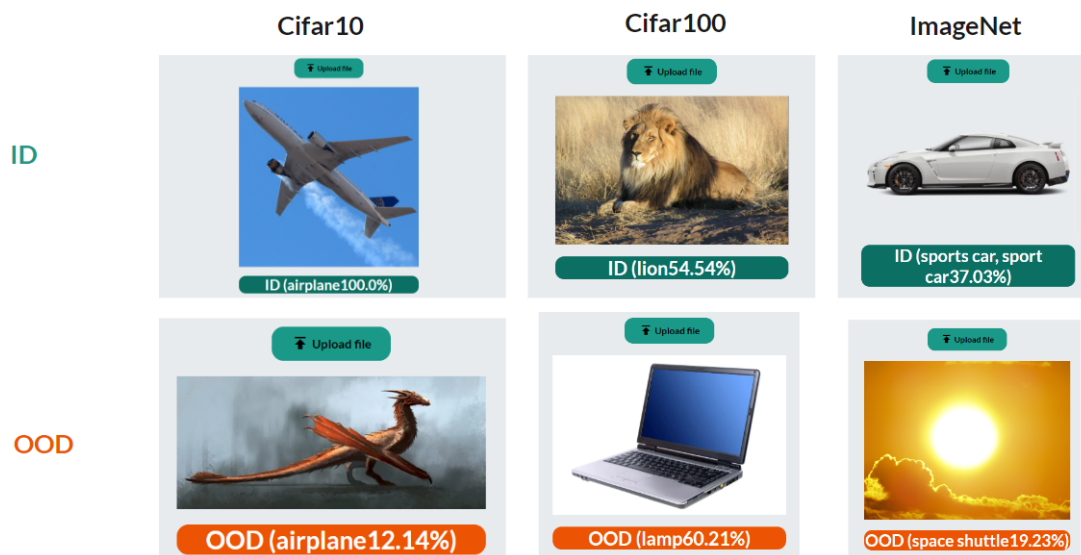 Cifar10
Cifar100
ImageNet
ID
Upload file
Upload file
Upload file
ID (airplane100.0%)
ID (lion54.54%)
ID (sports car, sport
car37.03%)
OOD
Upload file
Upload file
Upload file
OOD (airplane12.14%)
OOD (lamp60.21%)
OOD (space shuttle19.23%)